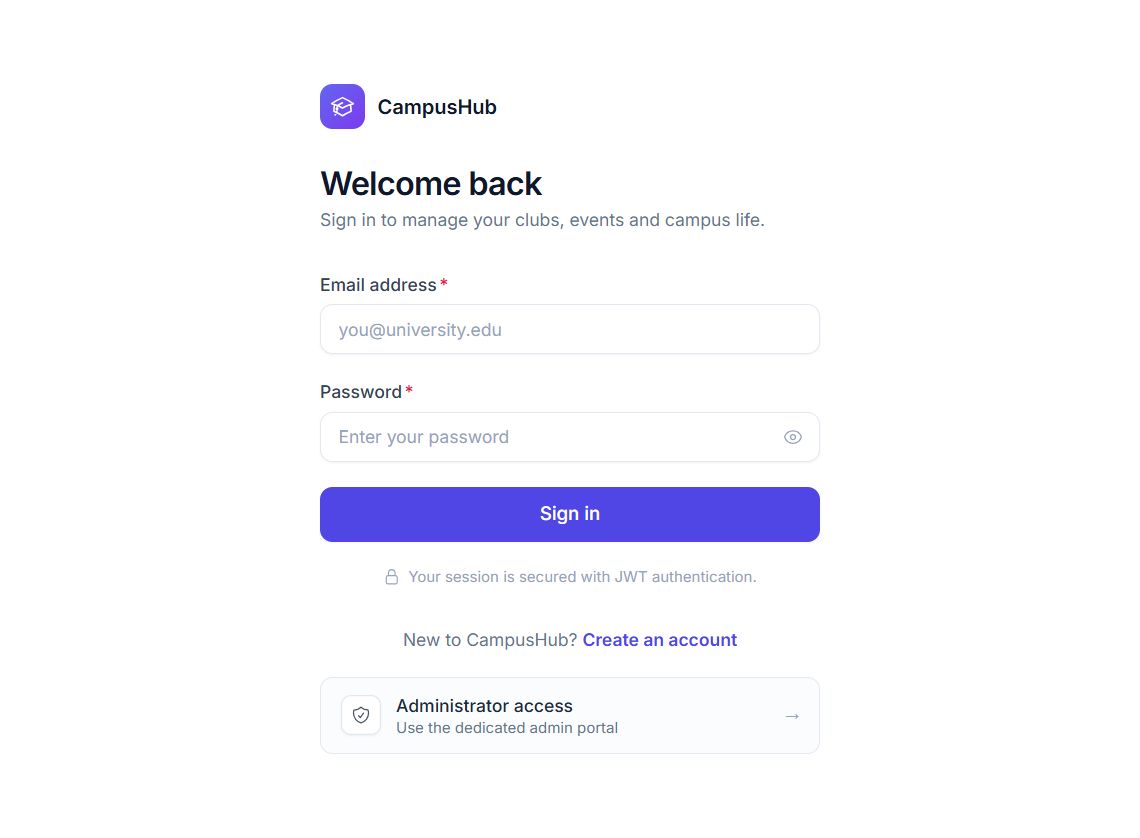 CampusHub
Welcome back
Sign in to manage your clubs, events and campus life.
Email address*
you@university.edu
Password*
Enter your password
Sign in
Your session is secured with JWT authentication.
New to CampusHub? Create an account
Administrator access
Use the dedicated admin portal
→